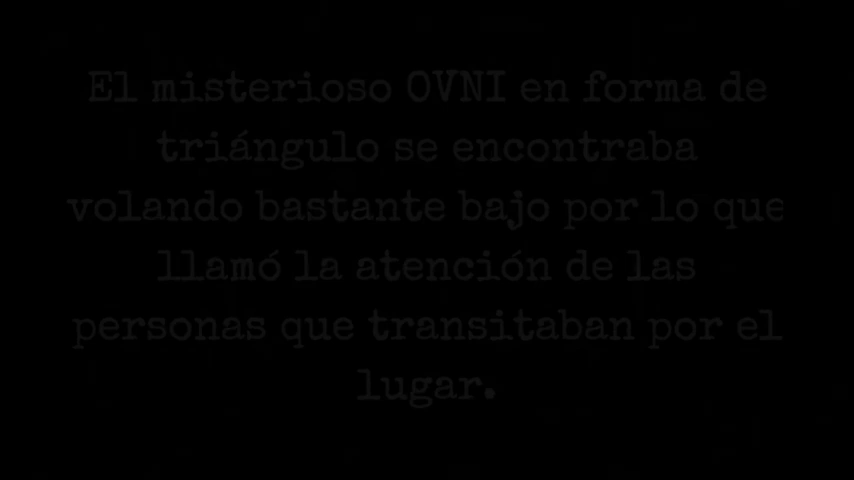 El misterioso OVNI en forma de
triángulo se encontraba
volando bastante bajo por lo que
llamó la atención de las
personas que transitaban por el
lugar.